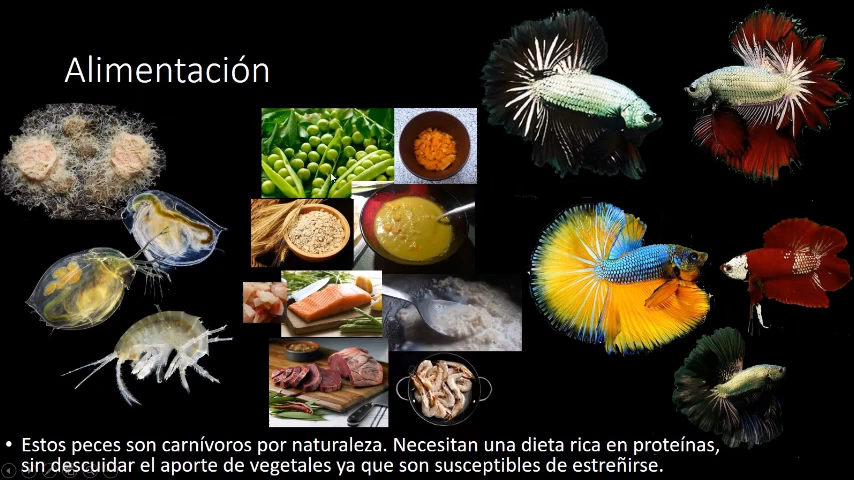 Alimentación
• Estos peces son carnívoros por naturaleza. Necesitan una dieta rica en proteínas,
sin descuidar el aporte de vegetales ya que son susceptibles de estreñirse.